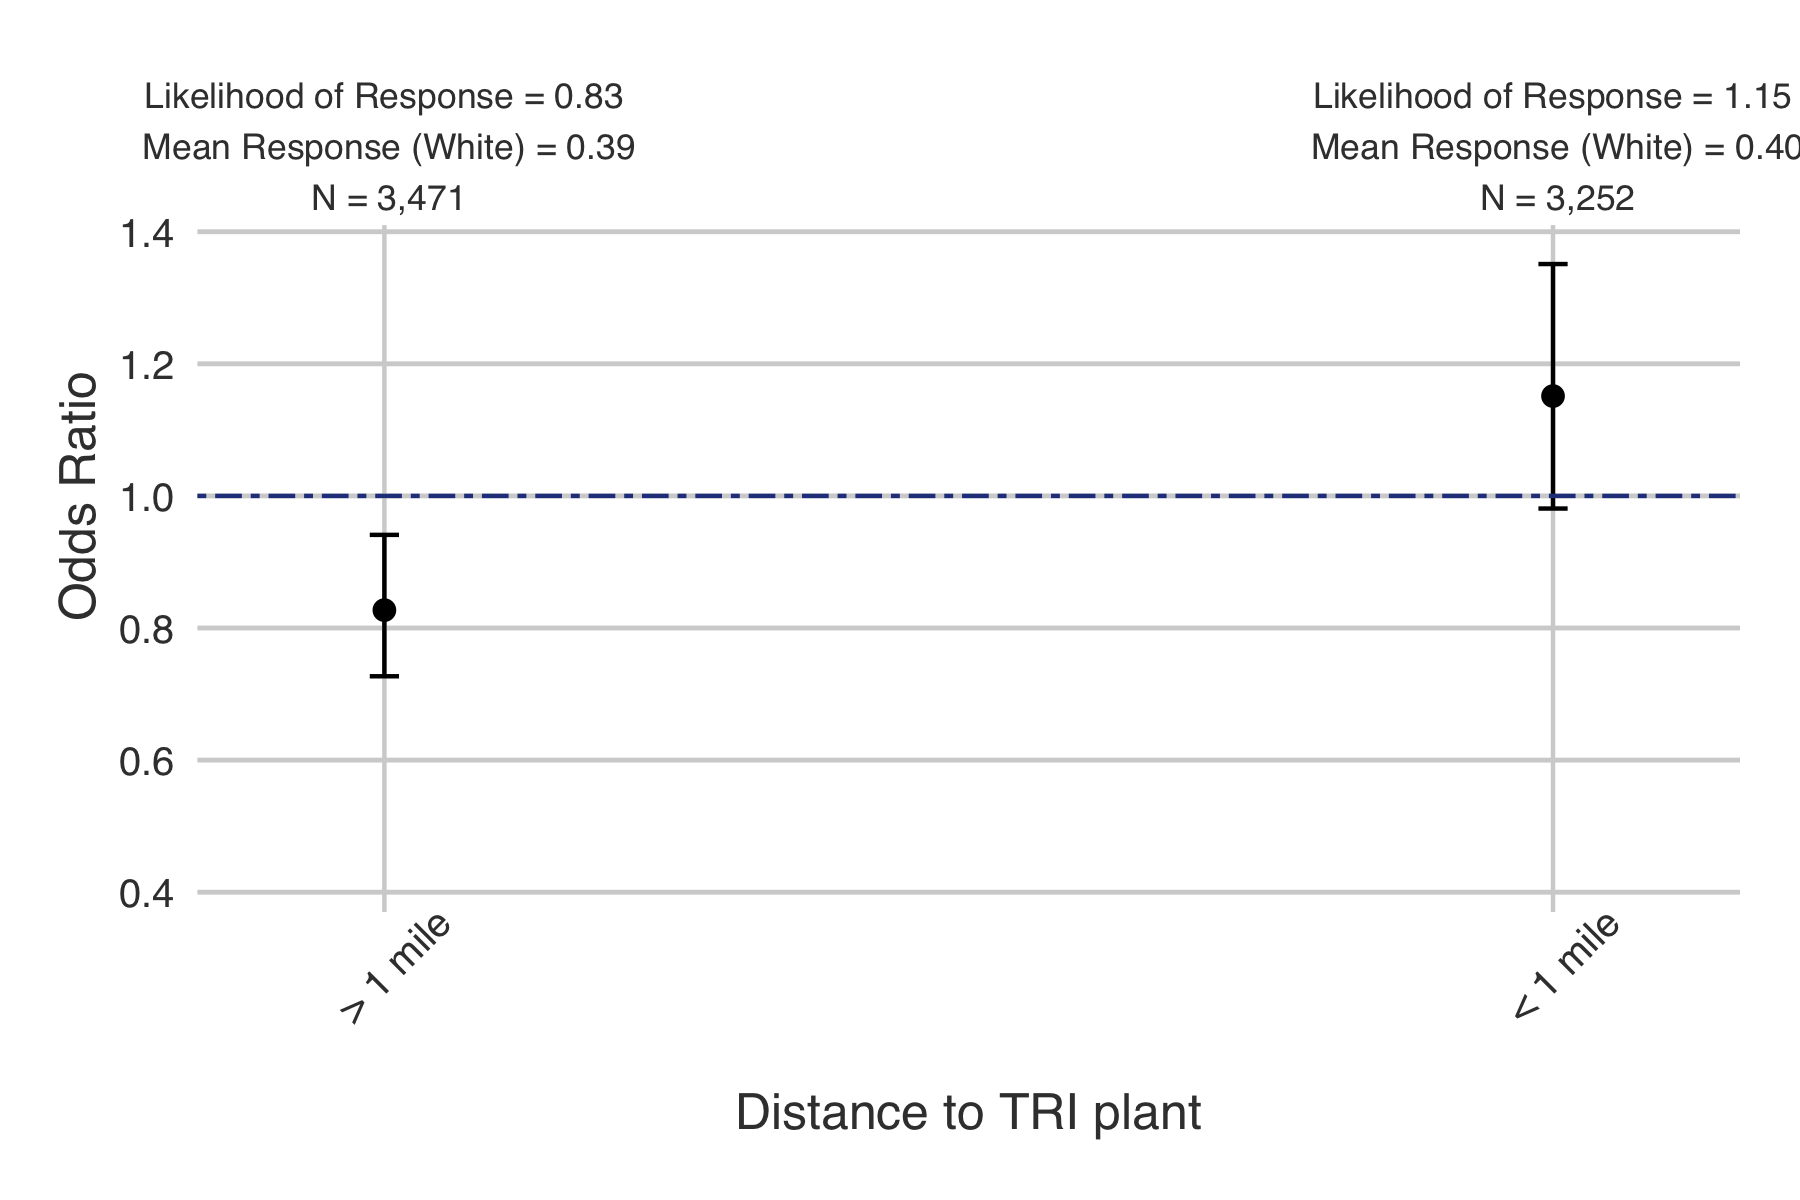 Likelihood of Response = 0.83
Mean Response (White) = 0.39
N = 3,471
Likelihood of Response = 1.15
Mean Response (White) = 0.40
N = 3,252
Odds Ratio
1.4
1.2
1.0
0.8
0.6
0.4
> 1 mile
< 1 mile
Distance to TRI plant